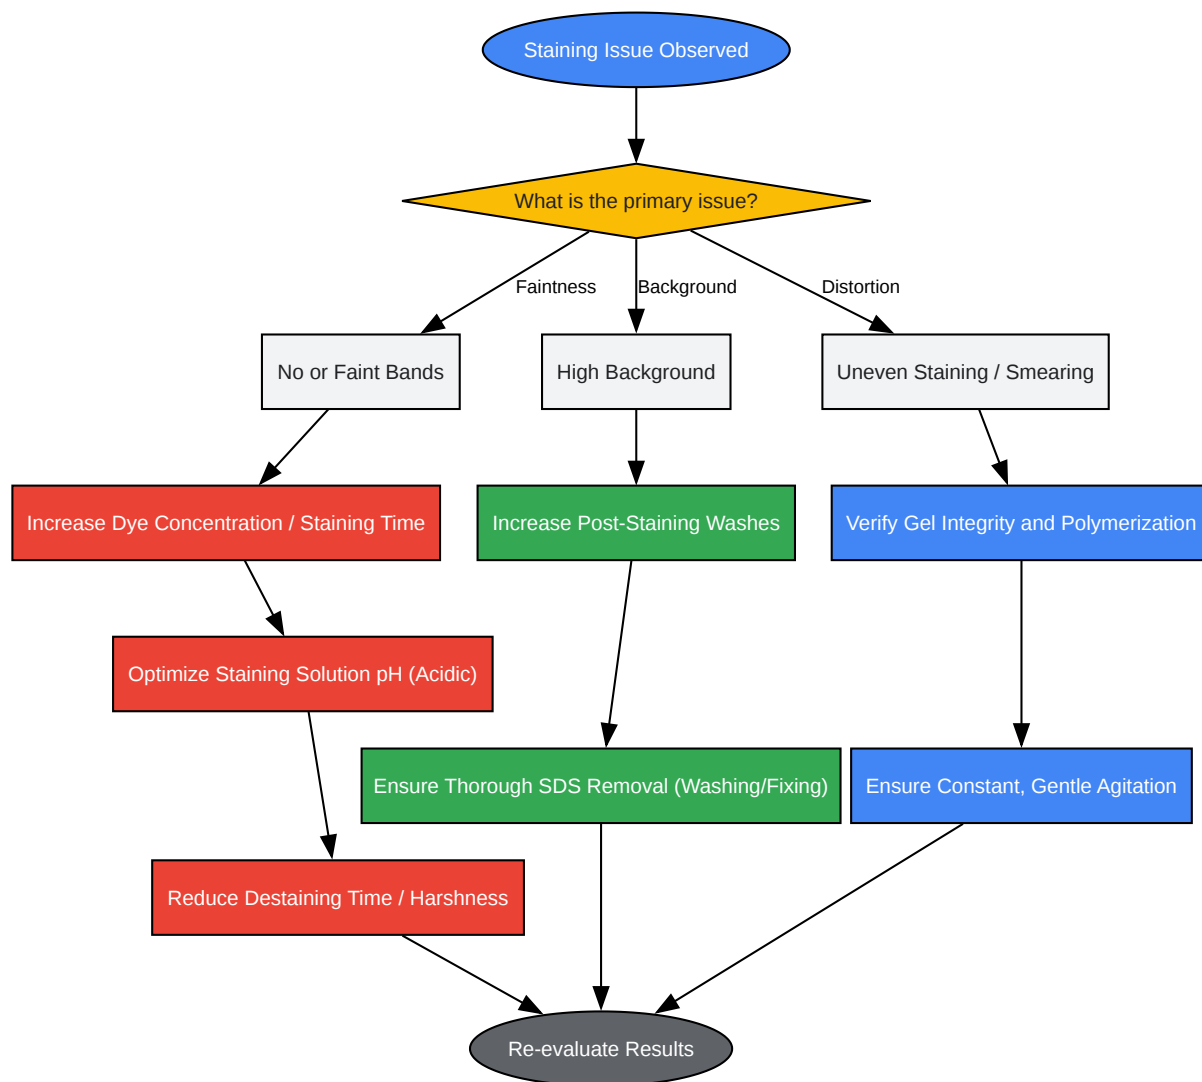 Staining Issue Observed
What is the primary issue?
Faintness
Background
Distortion
No or Faint Bands
High Background
Uneven Staining / Smearing
Increase Dye Concentration / Staining Time
Increase Post-Staining Washes
Verify Gel Integrity and Polymerization
Optimize Staining Solution pH (Acidic)
Ensure Thorough SDS Removal (Washing/Fixing)
Ensure Constant, Gentle Agitation
Reduce Destaining Time / Harshness
Re-evaluate Results